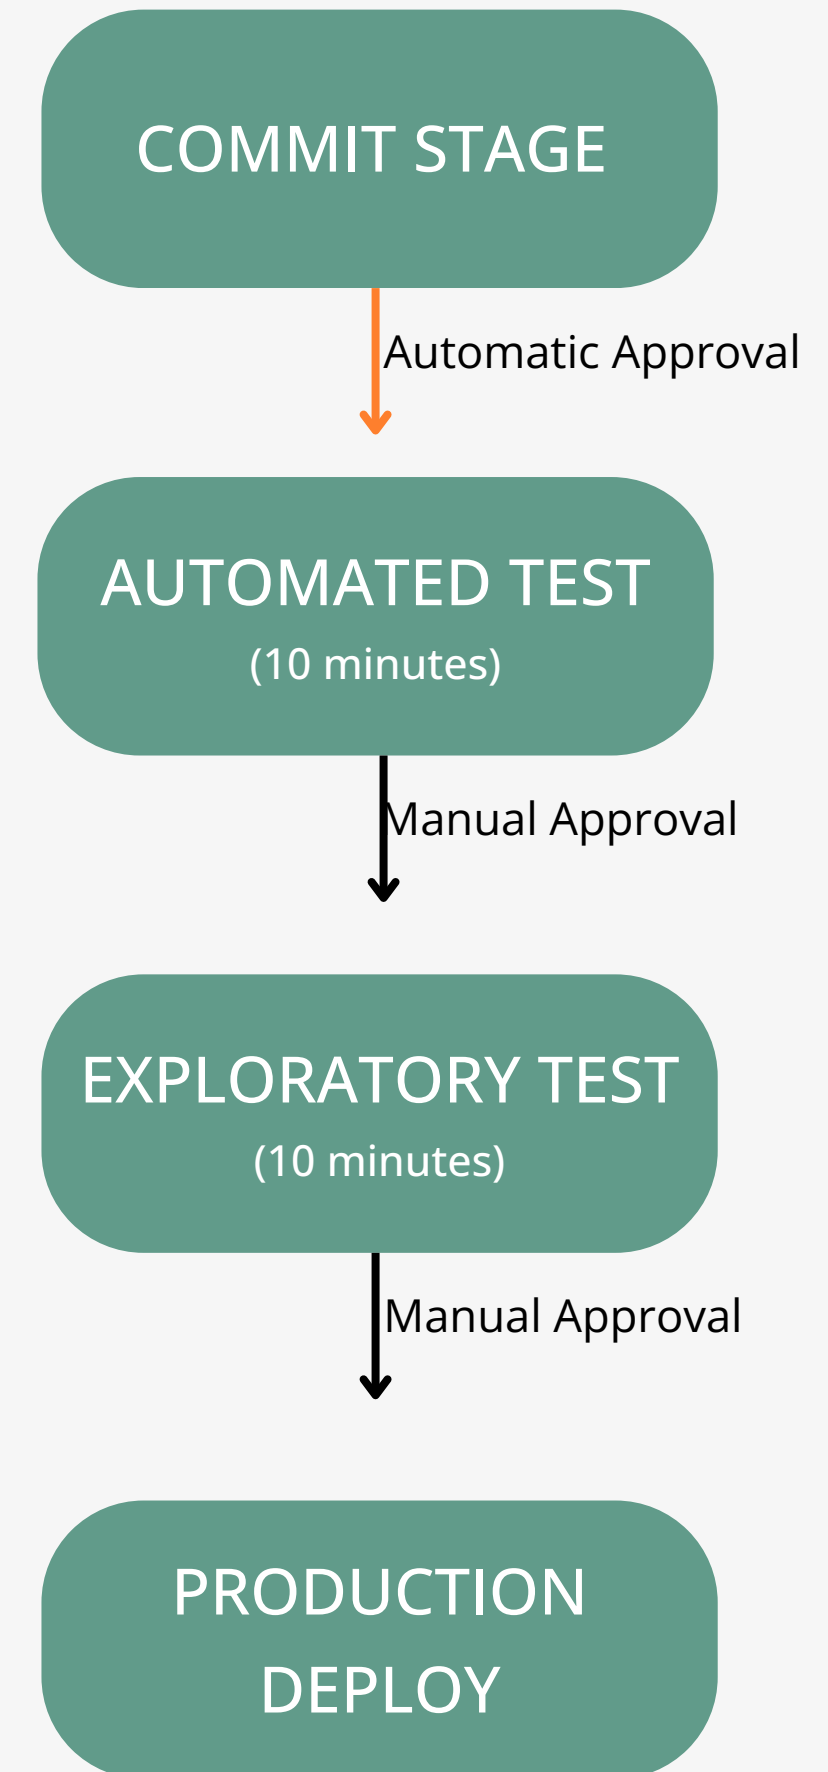 COMMIT STAGE
Automatic Approval
AUTOMATED TEST
(10 minutes)
Manual Approval
EXPLORATORY TEST
(10 minutes)
Manual Approval
PRODUCTION
DEPLOY